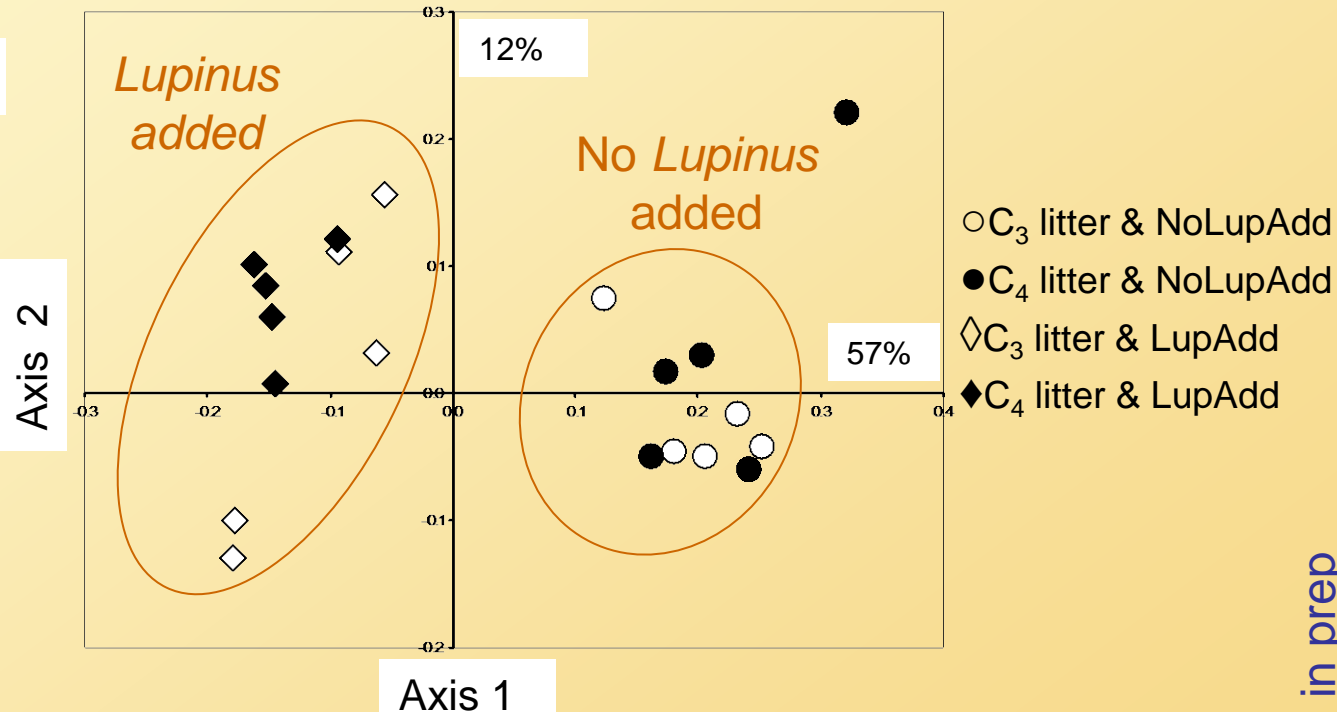 03
12%
Lupinus
added
02
No Lupinus
added
○C₃ litter & NoLupAdd
●C₄ litter & NoLupAdd
◊C₃ litter & LupAdd
♦C₄ litter & LupAdd
01
57%
Axis 2
00
-03 -02 -01 00 01 02 03 04
-01
-02
Axis 1
in prep